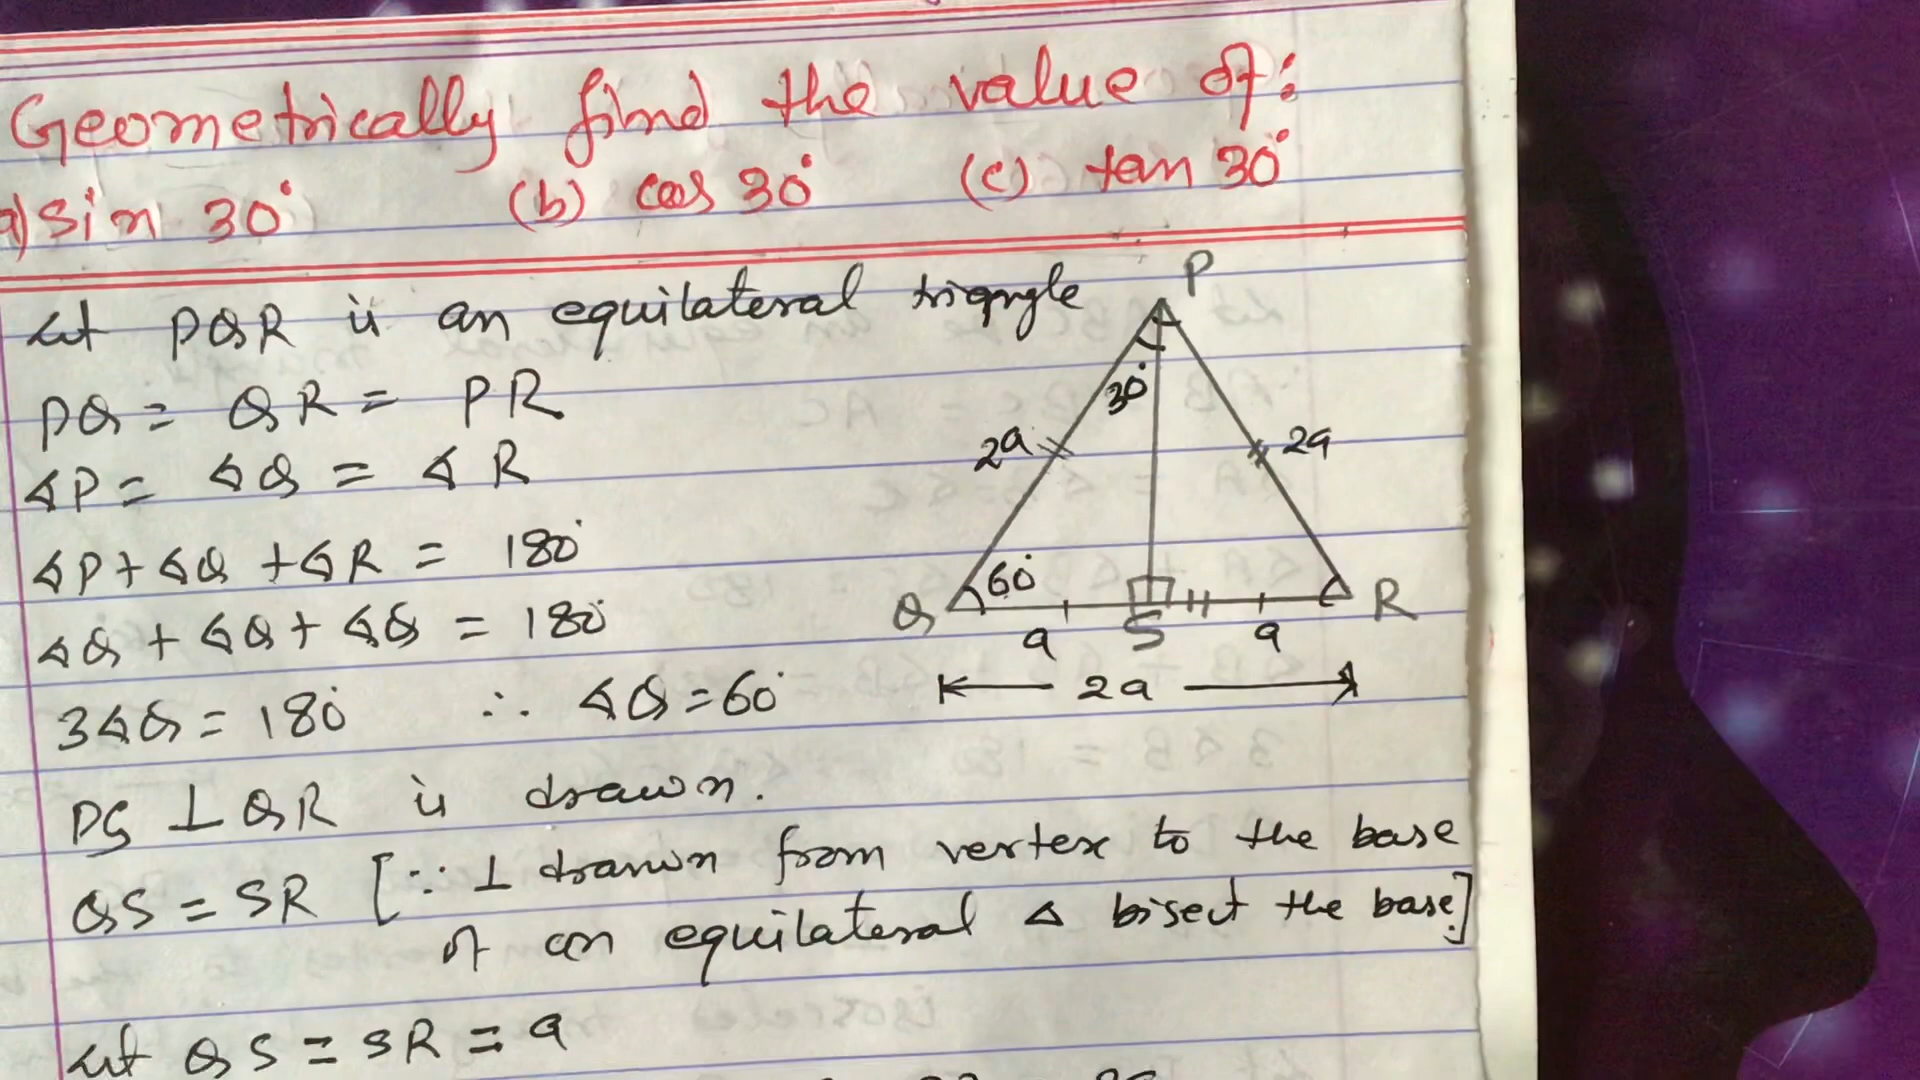 Geometrically find the value of:
a) sin 30° (b) cos 30° (c) tan 30°
Let PQR is an equilateral triangle
PQ = QR = PR
∢P = ∢Q = ∢R
∢P + ∢Q + ∢R = 180°
∢Q + ∢Q + ∢Q = 180°
3∢Q = 180° ∴ ∢Q = 60°
PS ⊥ QR is drawn.
QS = SR [∵ ⊥ drawn from vertex to the base
of an equilateral △ bisect the base.]
Let QS = SR = a
P
30°
2a 2a
60°
Q S R
a a
2a